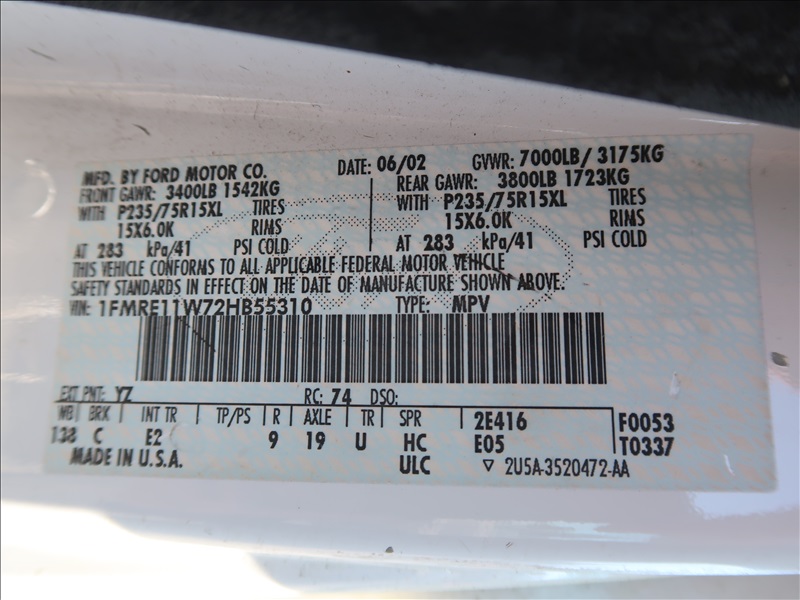 MFD. BY FORD MOTOR CO. DATE: 06/02 GVWR: 7000LB/ 3175KG
FRONT GAWR: 3400LB 1542KG REAR GAWR: 3800LB 1723KG
WITH P235/75R15XL TIRES WITH P235/75R15XL TIRES
15X6.0K RIMS 15X6.0K RIMS
AT 283 kPa/41 PSI COLD AT 283 kPa/41 PSI COLD
THIS VEHICLE CONFORMS TO ALL APPLICABLE FEDERAL MOTOR VEHICLE
SAFETY STANDARDS IN EFFECT ON THE DATE OF MANUFACTURE SHOWN ABOVE.
VIN: 1FMRE11W72HB55310 TYPE: MPV
EXT PNT: YZ RC: 74 DSO:
WB BRK INT TR TP/PS R AXLE TR SPR 2E416 F0053
138 C E2 9 19 U HC E05 T0337
MADE IN U.S.A. ULC ▽ 2U5A-3520472-AA